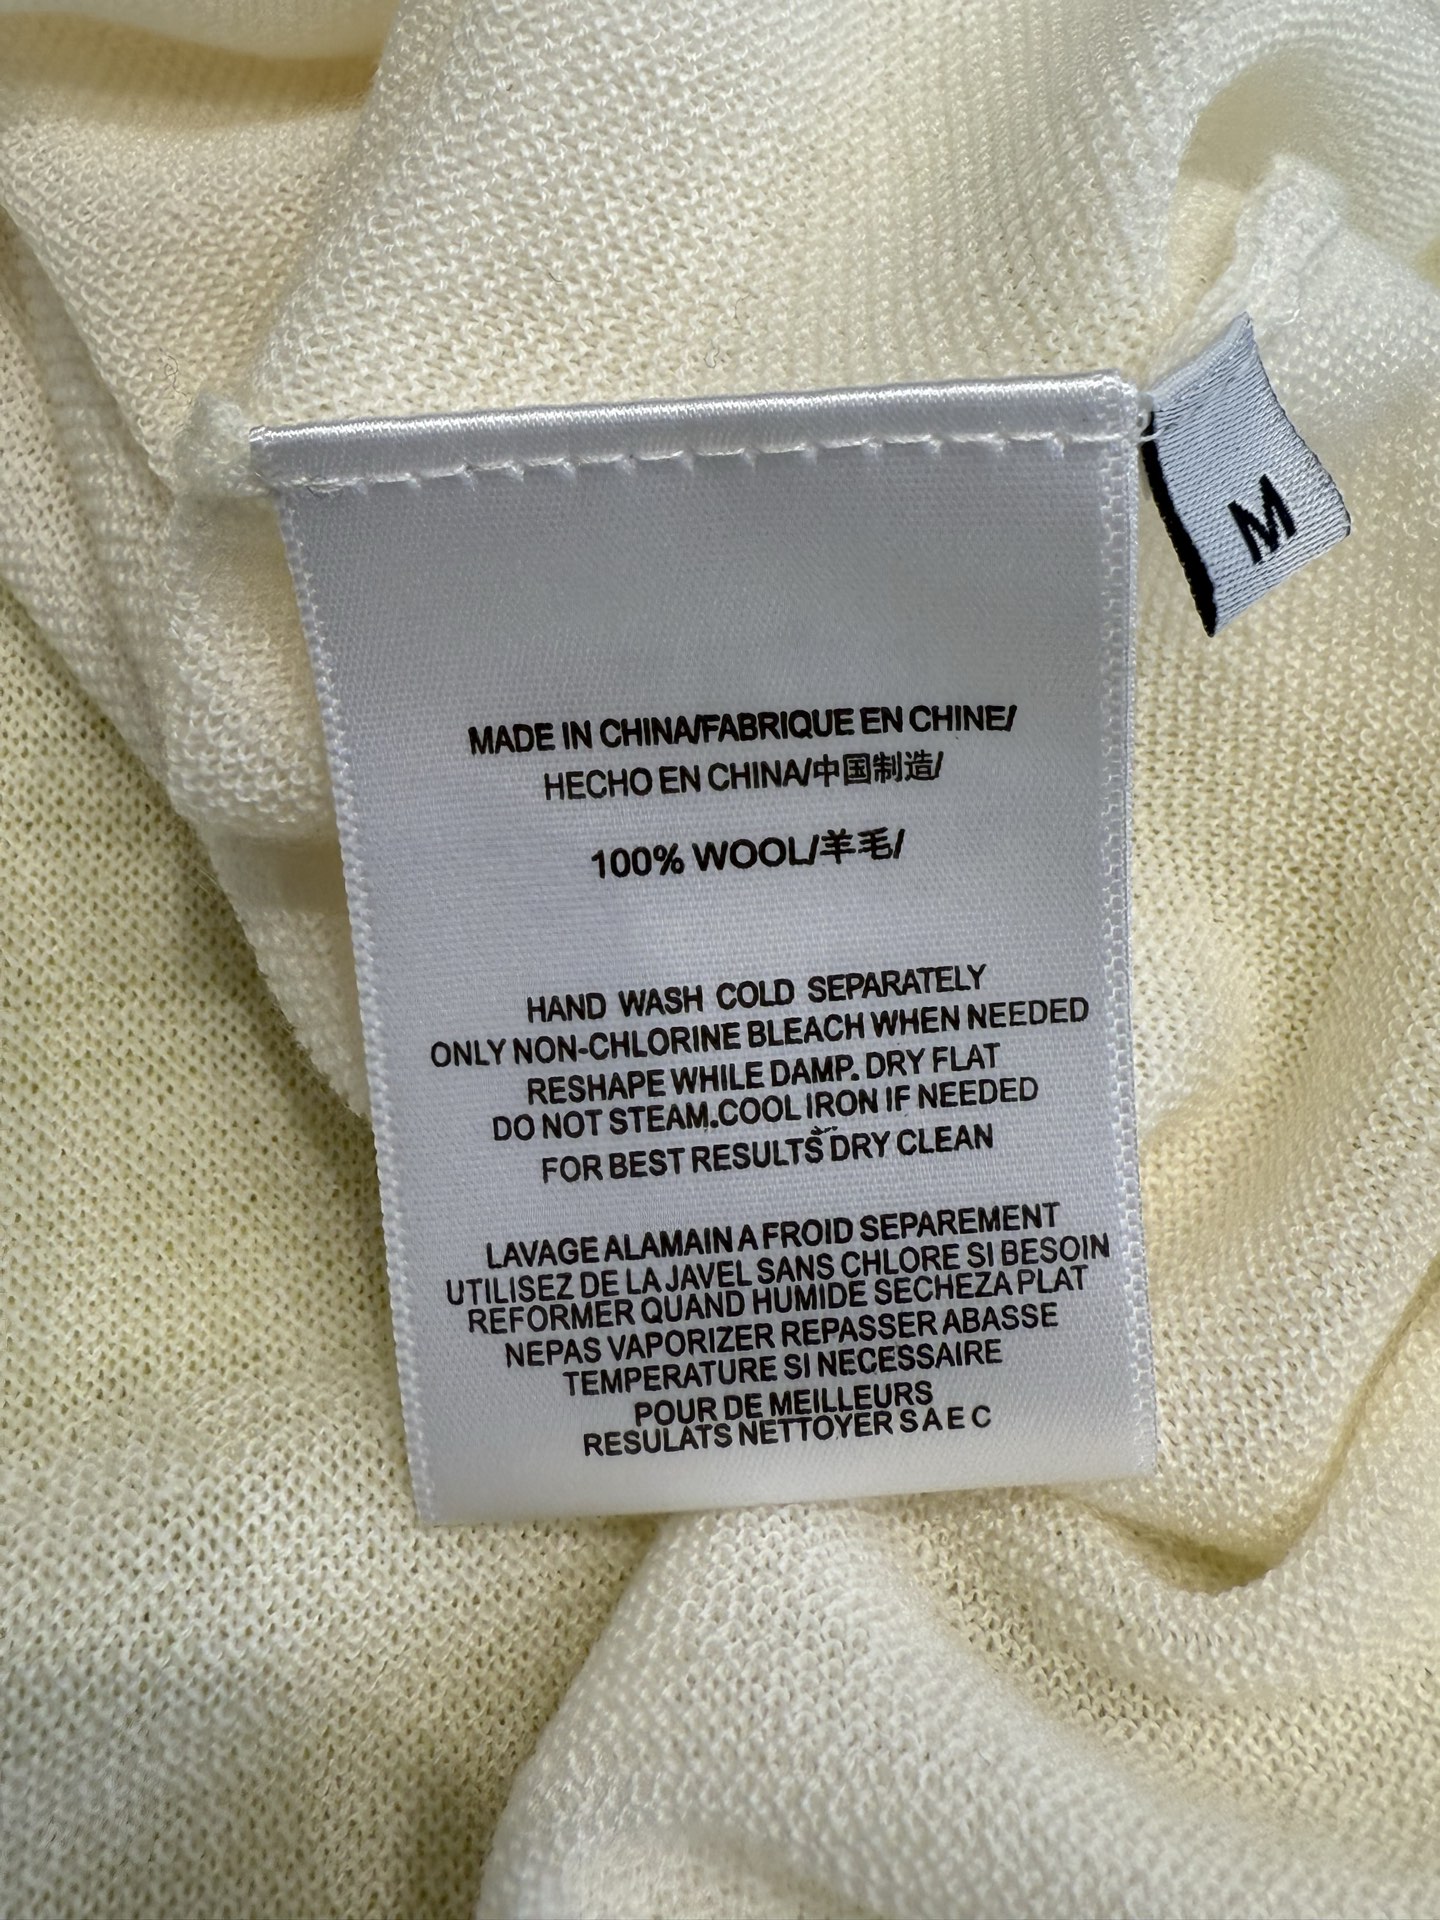 MADE IN CHINA/FABRIQUE EN CHINE/
HECHO EN CHINA/中国制造/
100% WOOL/羊毛/
HAND WASH COLD SEPARATELY
ONLY NON-CHLORINE BLEACH WHEN NEEDED
RESHAPE WHILE DAMP. DRY FLAT
DO NOT STEAM.COOL IRON IF NEEDED
FOR BEST RESULTS DRY CLEAN
LAVAGE ALAMAIN A FROID SEPAREMENT
UTILISEZ DE LA JAVEL SANS CHLORE SI BESOIN
REFORMER QUAND HUMIDE SECHEZ A PLAT
NEPAS VAPORIZER REPASSER ABASSE
TEMPERATURE SI NECESSAIRE
POUR DE MEILLEURS
RESULATS NETTOYER S A E C
M